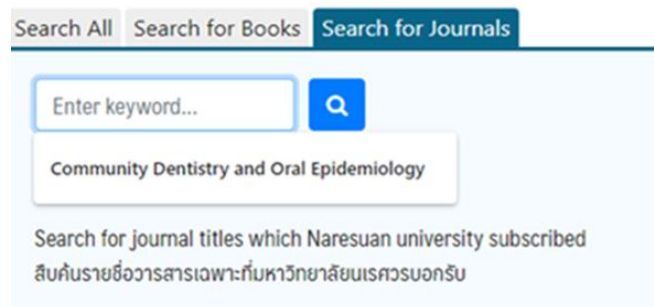 Search All Search for Books Search for Journals
Enter keyword...
Community Dentistry and Oral Epidemiology
Search for journal titles which Naresuan university subscribed
สืบค้นรายชื่อวารสารเฉพาะที่มหาวิทยาลัยนเรศวรบอกรับ